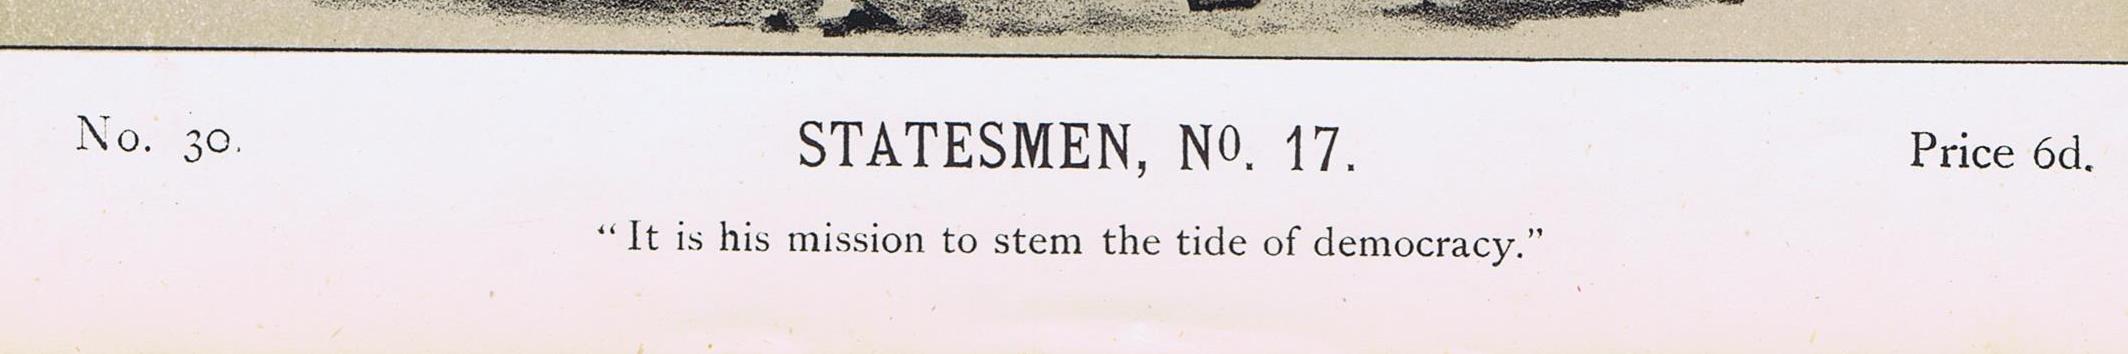 No. 30. STATESMEN, NO. 17. Price 6d.
“It is his mission to stem the tide of democracy.”